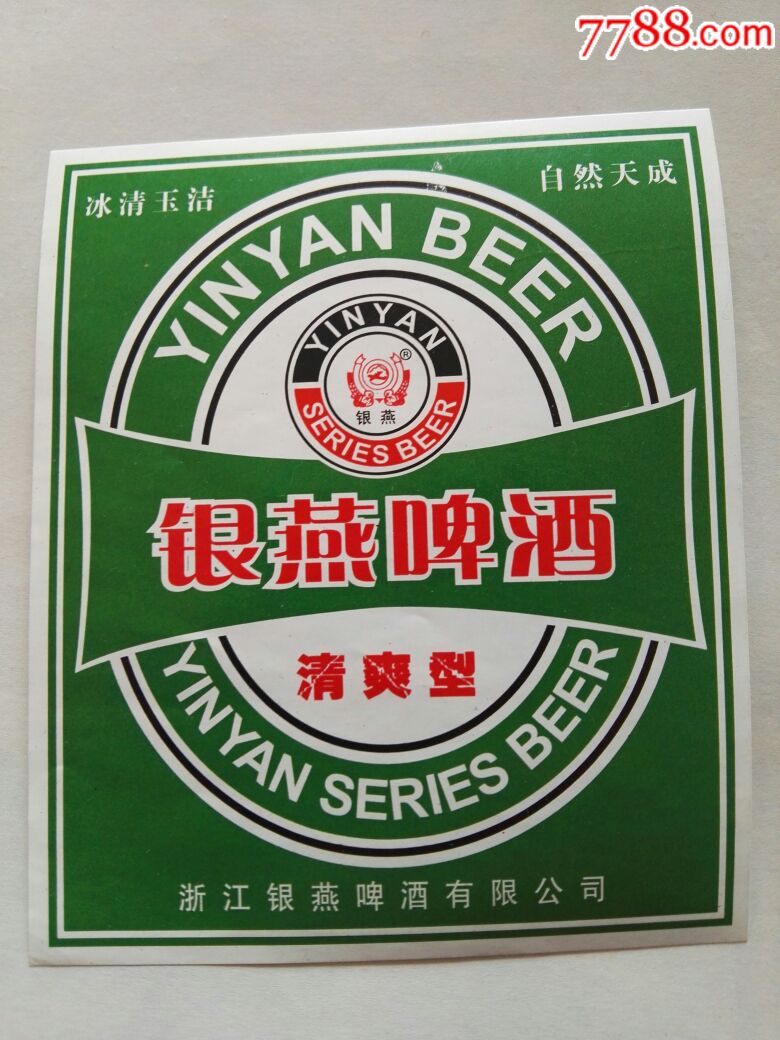 7788.com
冰清玉洁
自然天成
YINYAN BEER
YINYAN
®
银燕
SERIES BEER
银燕啤酒
清爽型
YINYAN SERIES BEER
浙江银燕啤酒有限公司